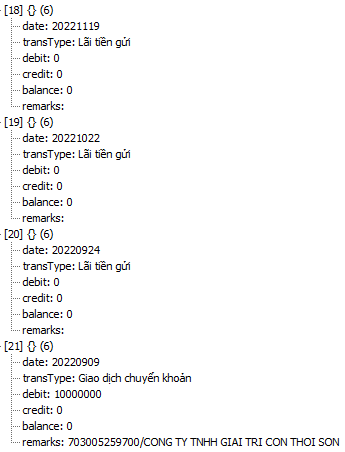 [18] {} (6)
date: 20221119
transType: Lãi tiền gửi
debit: 0
credit: 0
balance: 0
remarks:
[19] {} (6)
date: 20221022
transType: Lãi tiền gửi
debit: 0
credit: 0
balance: 0
remarks:
[20] {} (6)
date: 20220924
transType: Lãi tiền gửi
debit: 0
credit: 0
balance: 0
remarks:
[21] {} (6)
date: 20220909
transType: Giao dịch chuyển khoản
debit: 10000000
credit: 0
balance: 0
remarks: 703005259700/CONG TY TNHH GIAI TRI CON THOI SON